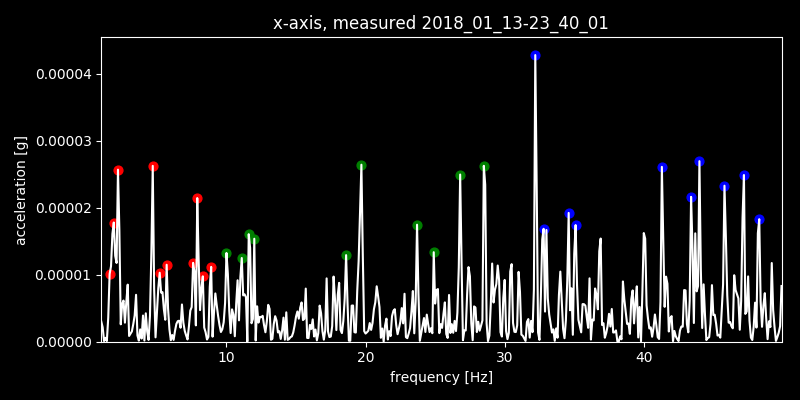 x-axis, measured 2018_01_13-23_40_01
acceleration [g]
0.00004
0.00003
0.00002
0.00001
0.00000
10 20 30 40
frequency [Hz]